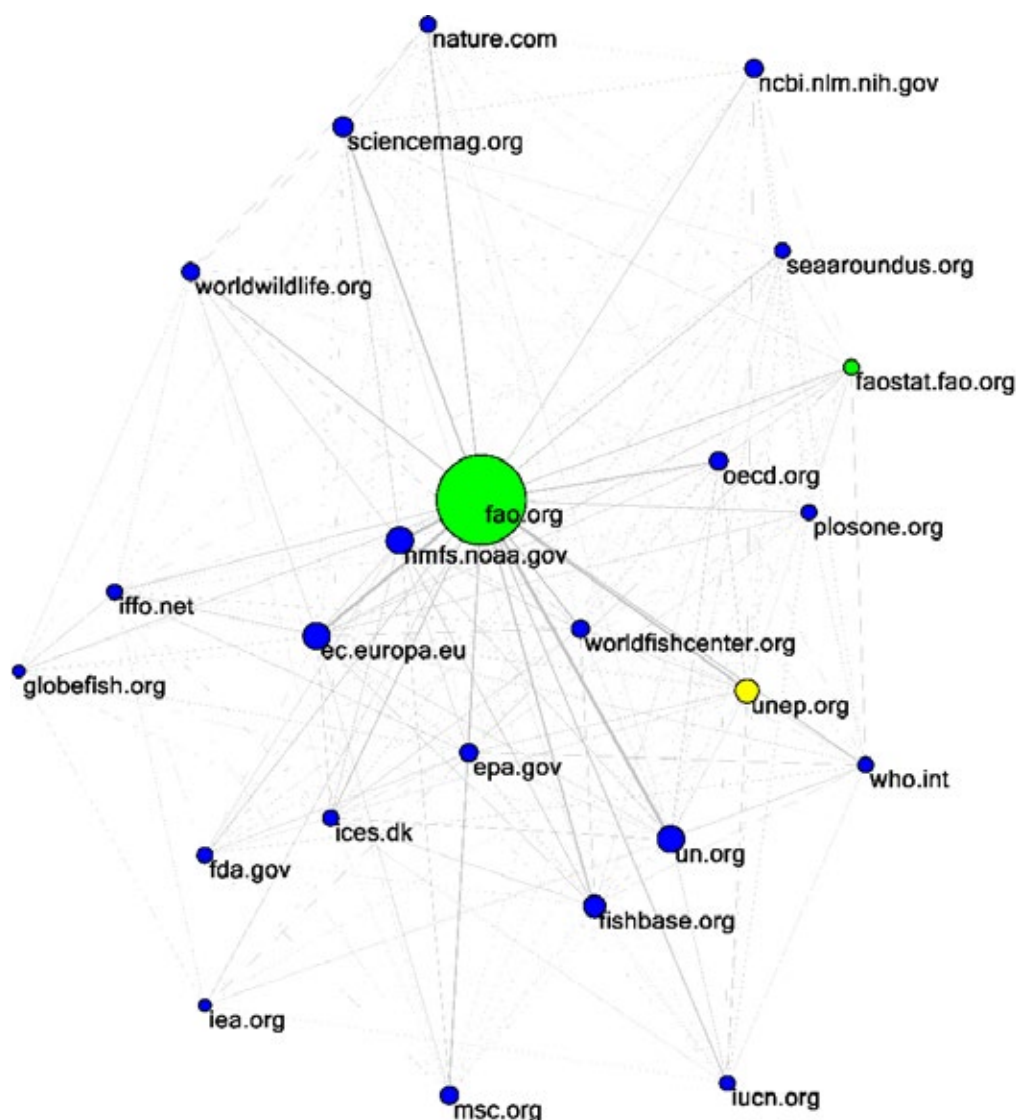 nature.com
ncbi.nlm.nih.gov
sciencemag.org
seaaroundus.org
worldwildlife.org
faostat.fao.org
oecd.org
fao.org
plosone.org
nmfs.noaa.gov
iffo.net
worldfishcenter.org
ec.europa.eu
globefish.org
unep.org
epa.gov
who.int
ices.dk
un.org
fda.gov
fishbase.org
iea.org
iucn.org
msc.org